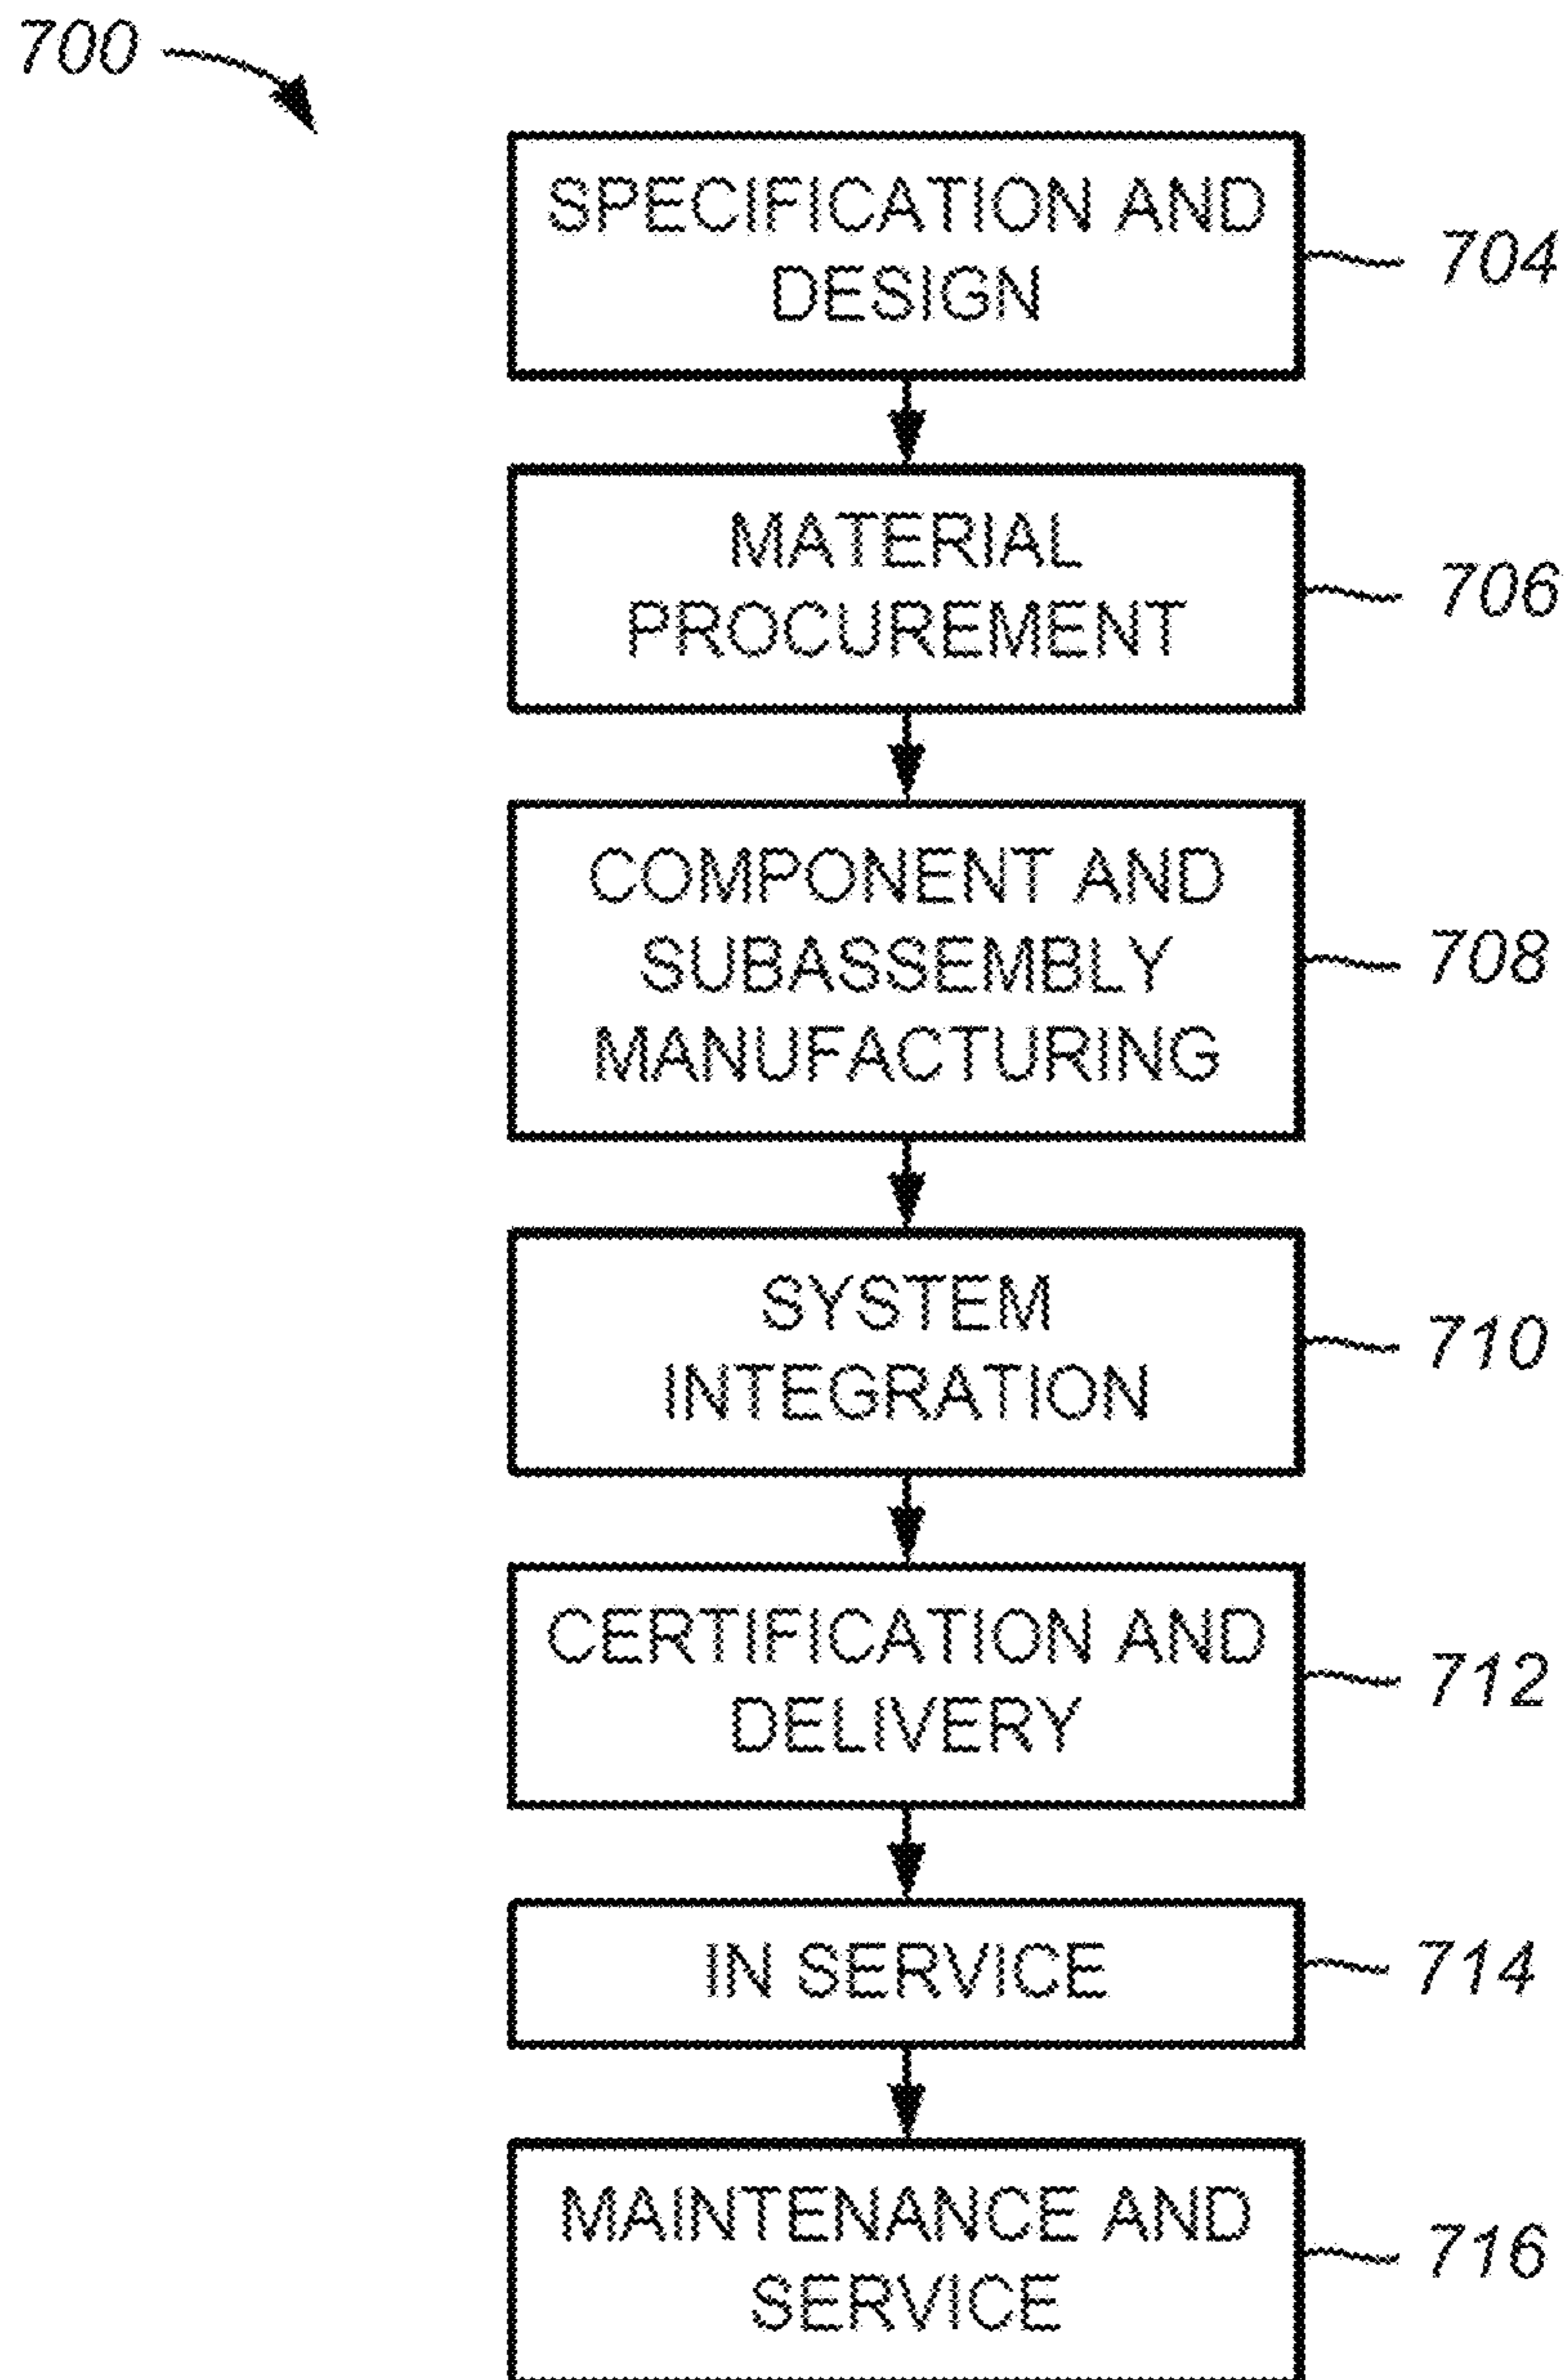 700
SPECIFICATION AND
DESIGN
704
MATERIAL
PROCUREMENT
706
COMPONENT AND
SUBASSEMBLY
MANUFACTURING
708
SYSTEM
INTEGRATION
710
CERTIFICATION AND
DELIVERY
712
IN SERVICE
714
MAINTENANCE AND
SERVICE
716